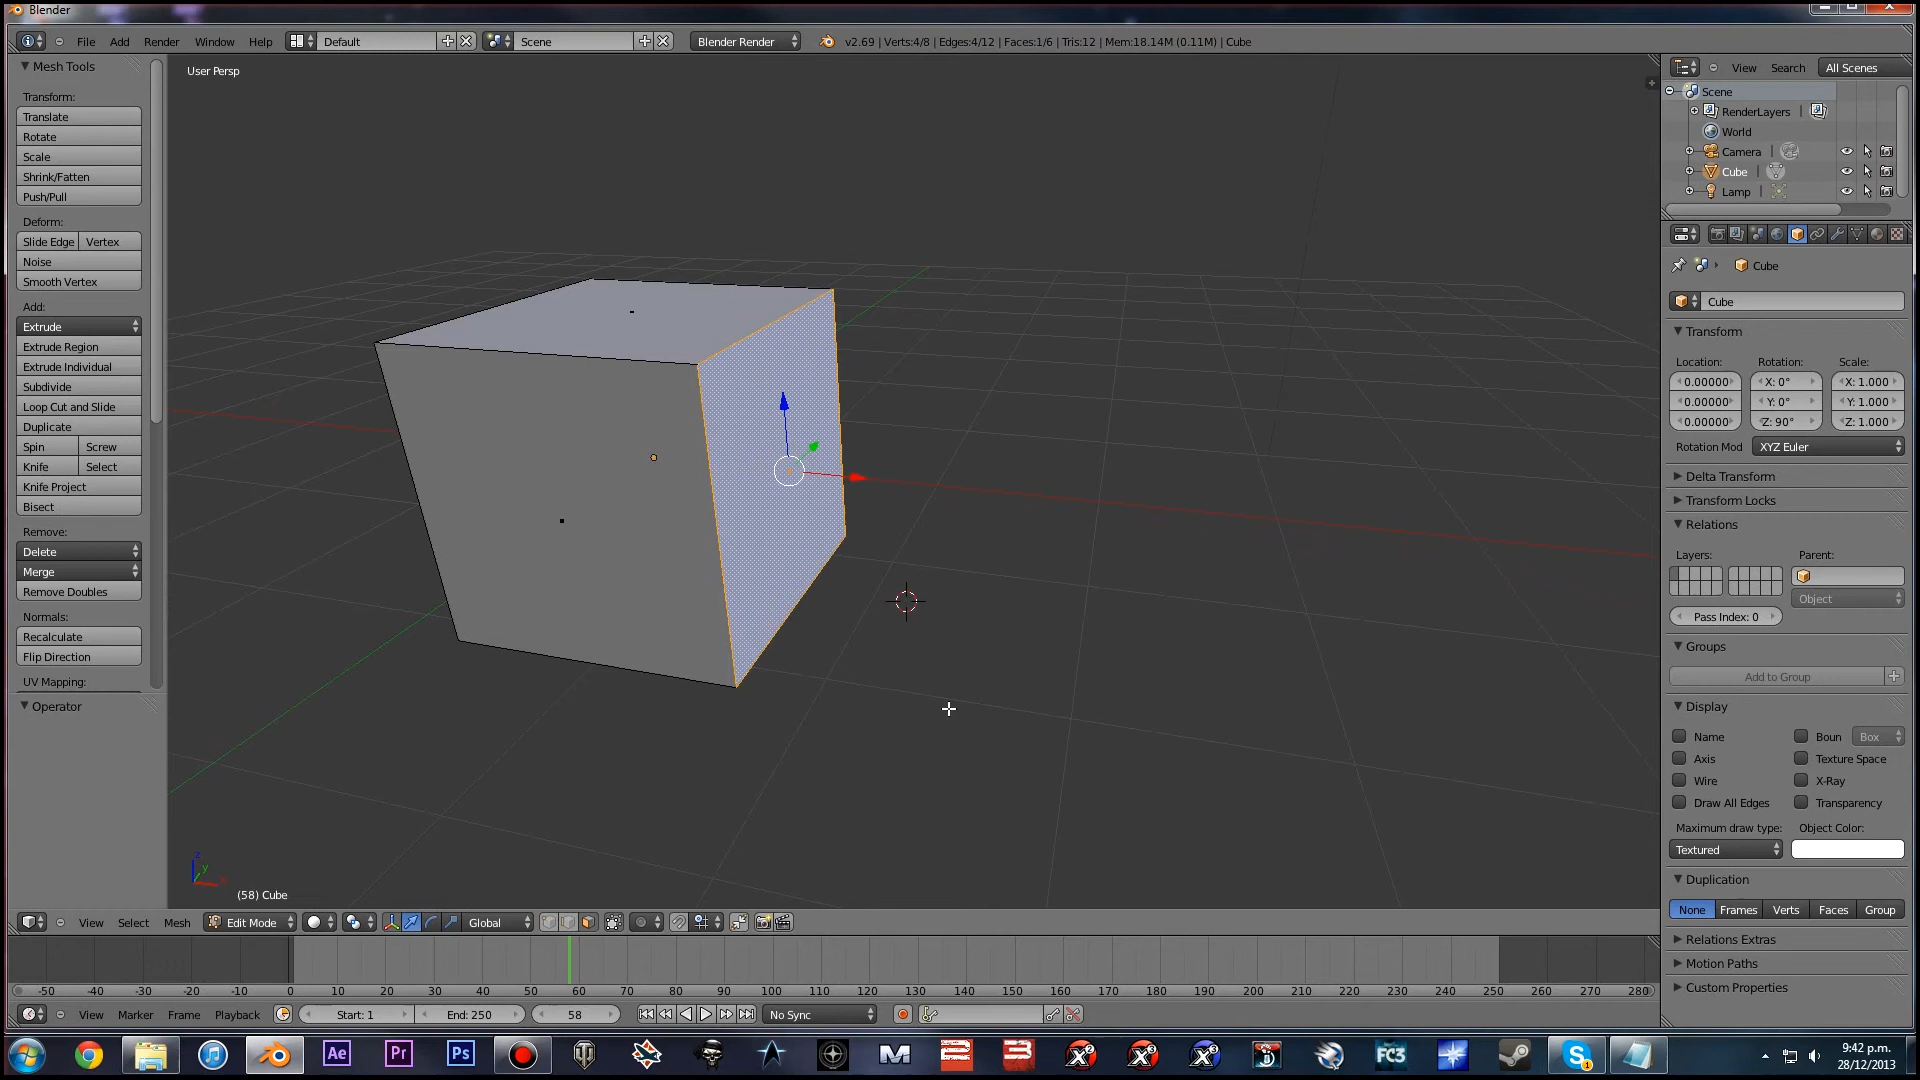 Blender
File Add Render Window Help Default Scene Blender Render v2.69 | Verts:4/8 | Edges:4/12 | Faces:1/6 | Tris:12 | Mem:18.14M (0.11M) | Cube
Mesh Tools
Transform:
Translate
Rotate
Scale
Shrink/Fatten
Push/Pull
Deform:
Slide Edge Vertex
Noise
Smooth Vertex
Add:
Extrude
Extrude Region
Extrude Individual
Subdivide
Loop Cut and Slide
Duplicate
Spin Screw
Knife Select
Knife Project
Bisect
Remove:
Delete
Merge
Remove Doubles
Normals:
Recalculate
Flip Direction
UV Mapping:
Operator
User Persp
z
y
x
(58) Cube
View Search All Scenes
Scene
RenderLayers
World
Camera
Cube
Lamp
Cube
Cube
Transform
Location: Rotation: Scale:
0.00000 X: 0° X: 1.000
0.00000 Y: 0° Y: 1.000
0.00000 Z: 90° Z: 1.000
Rotation Mod XYZ Euler
Delta Transform
Transform Locks
Relations
Layers: Parent:
Object
Pass Index: 0
Groups
Add to Group
Display
Name Boun Box
Axis Texture Space
Wire X-Ray
Draw All Edges Transparency
Maximum draw type: Object Color:
Textured
Duplication
None Frames Verts Faces Group
Relations Extras
Motion Paths
Custom Properties
View Select Mesh Edit Mode Global
-50 -40 -30 -20 -10 0 10 20 30 40 50 60 70 80 90 100 110 120 130 140 150 160 170 180 190 200 210 220 230 240 250 260 270 280
View Marker Frame Playback Start: 1 End: 250 58 No Sync
Ae Pr Ps M FC3
9:42 p.m.
28/12/2013